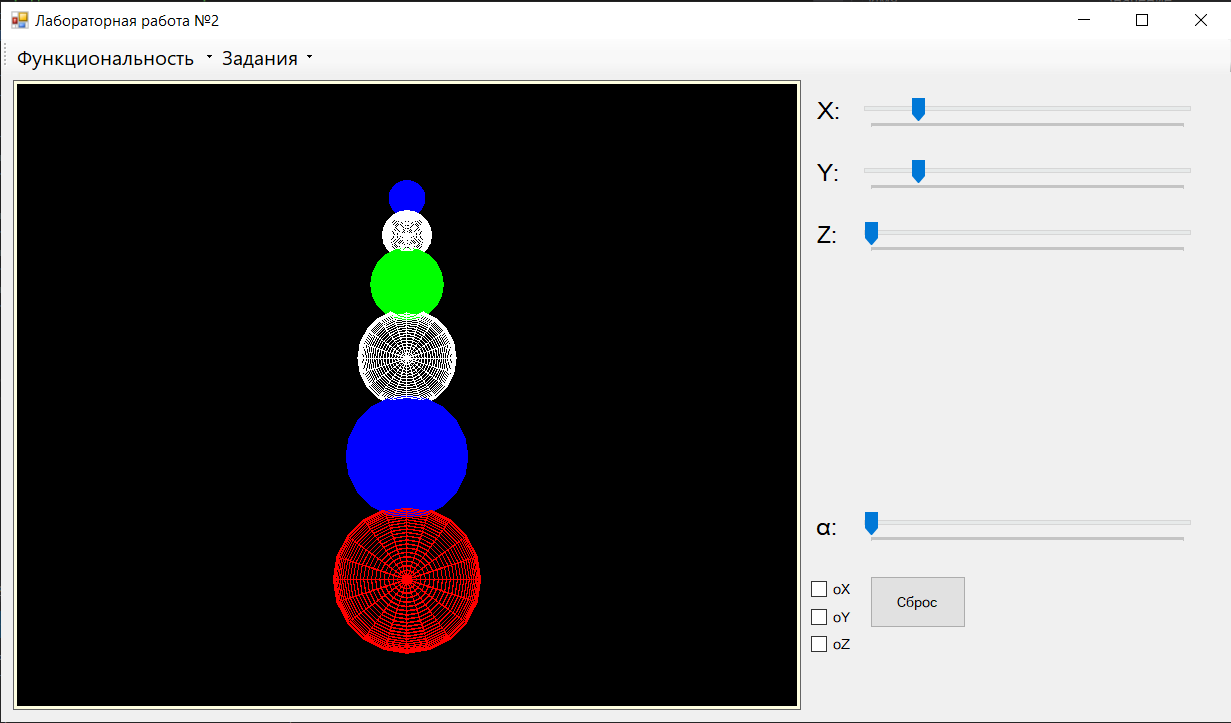 Лабораторная работа №2
Функциональность Задания
X:
Y:
Z:
α:
oX
oY
oZ
Сброс